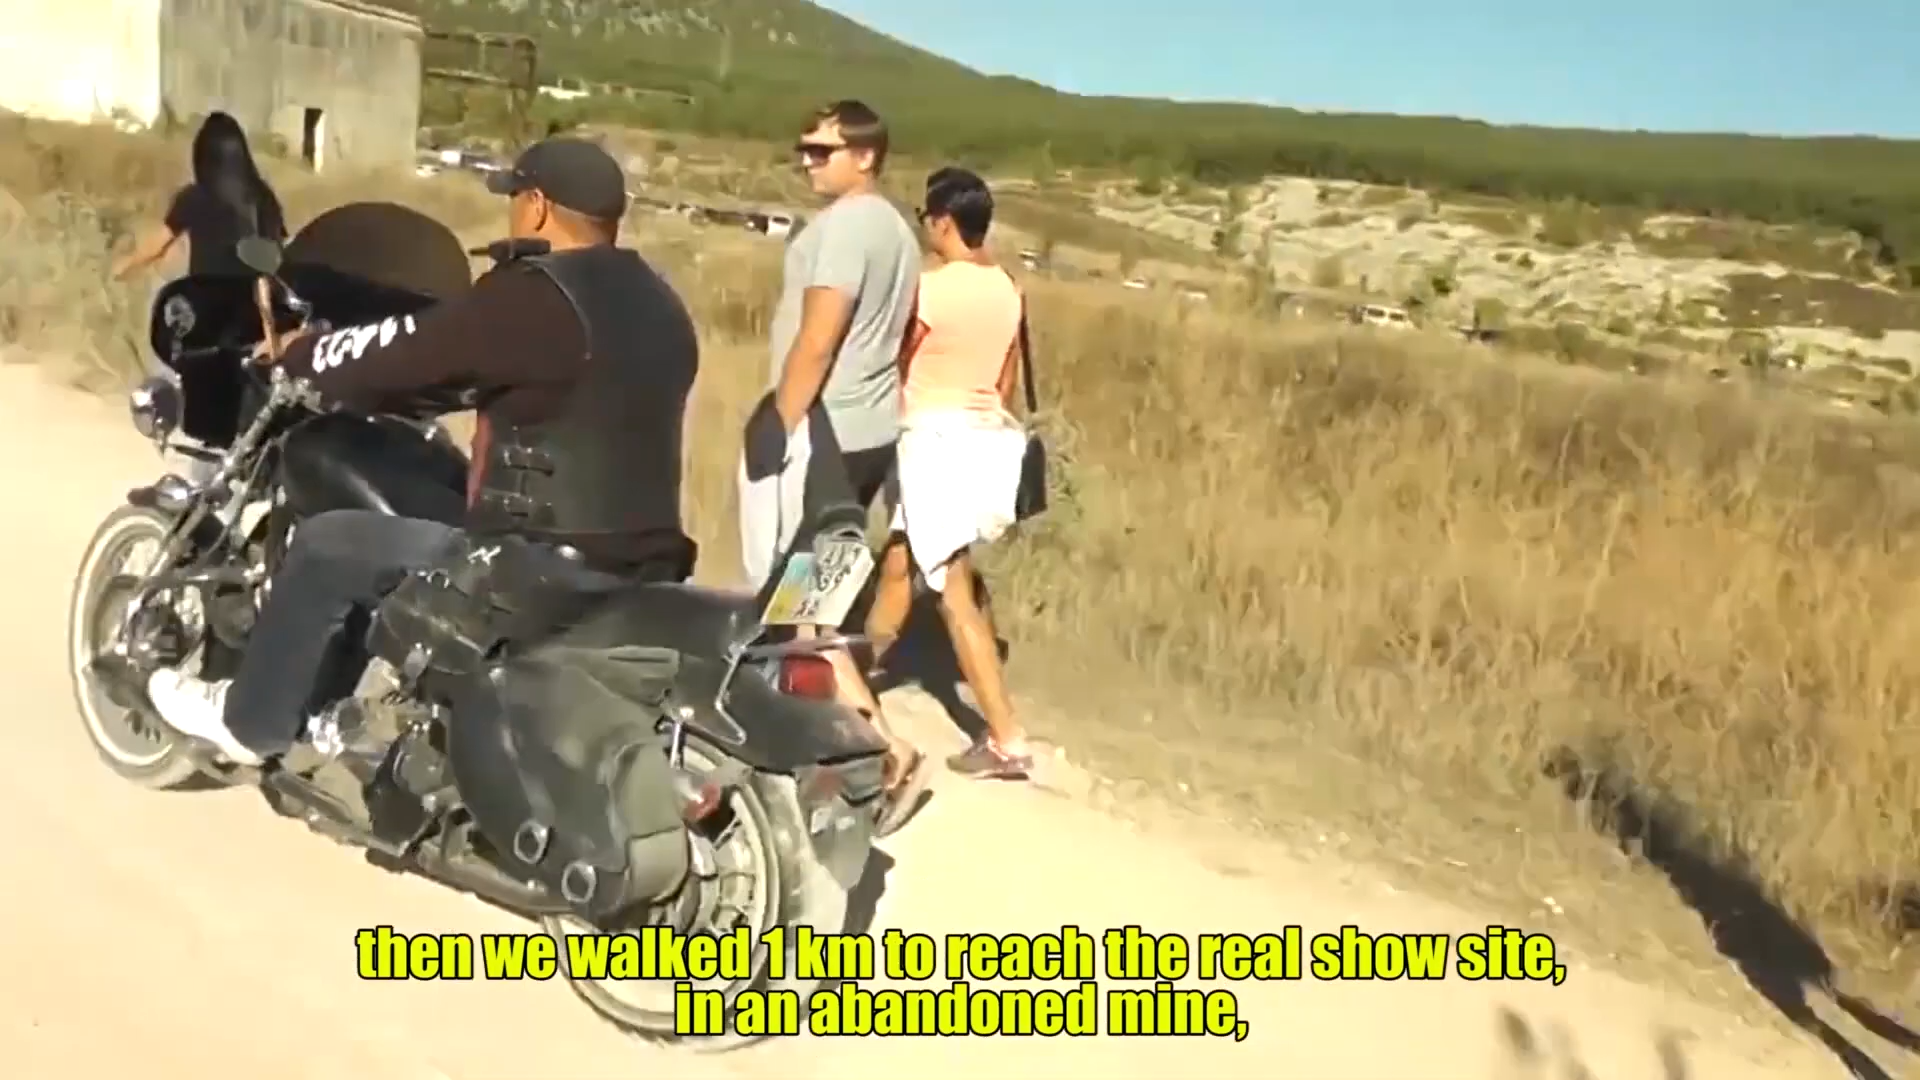 then we walked 1 km to reach the real show site,
in an abandoned mine,